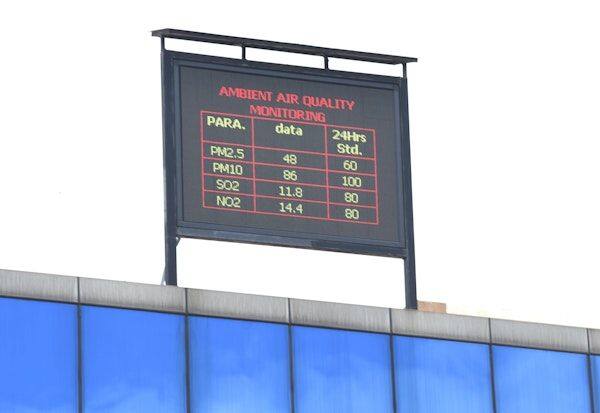 AMBIENT AIR QUALITY
MONITORING
PARA. data 24Hrs
Std.
PM2.5 48 60
PM10 86 100
SO2 11.8 80
NO2 14.4 80